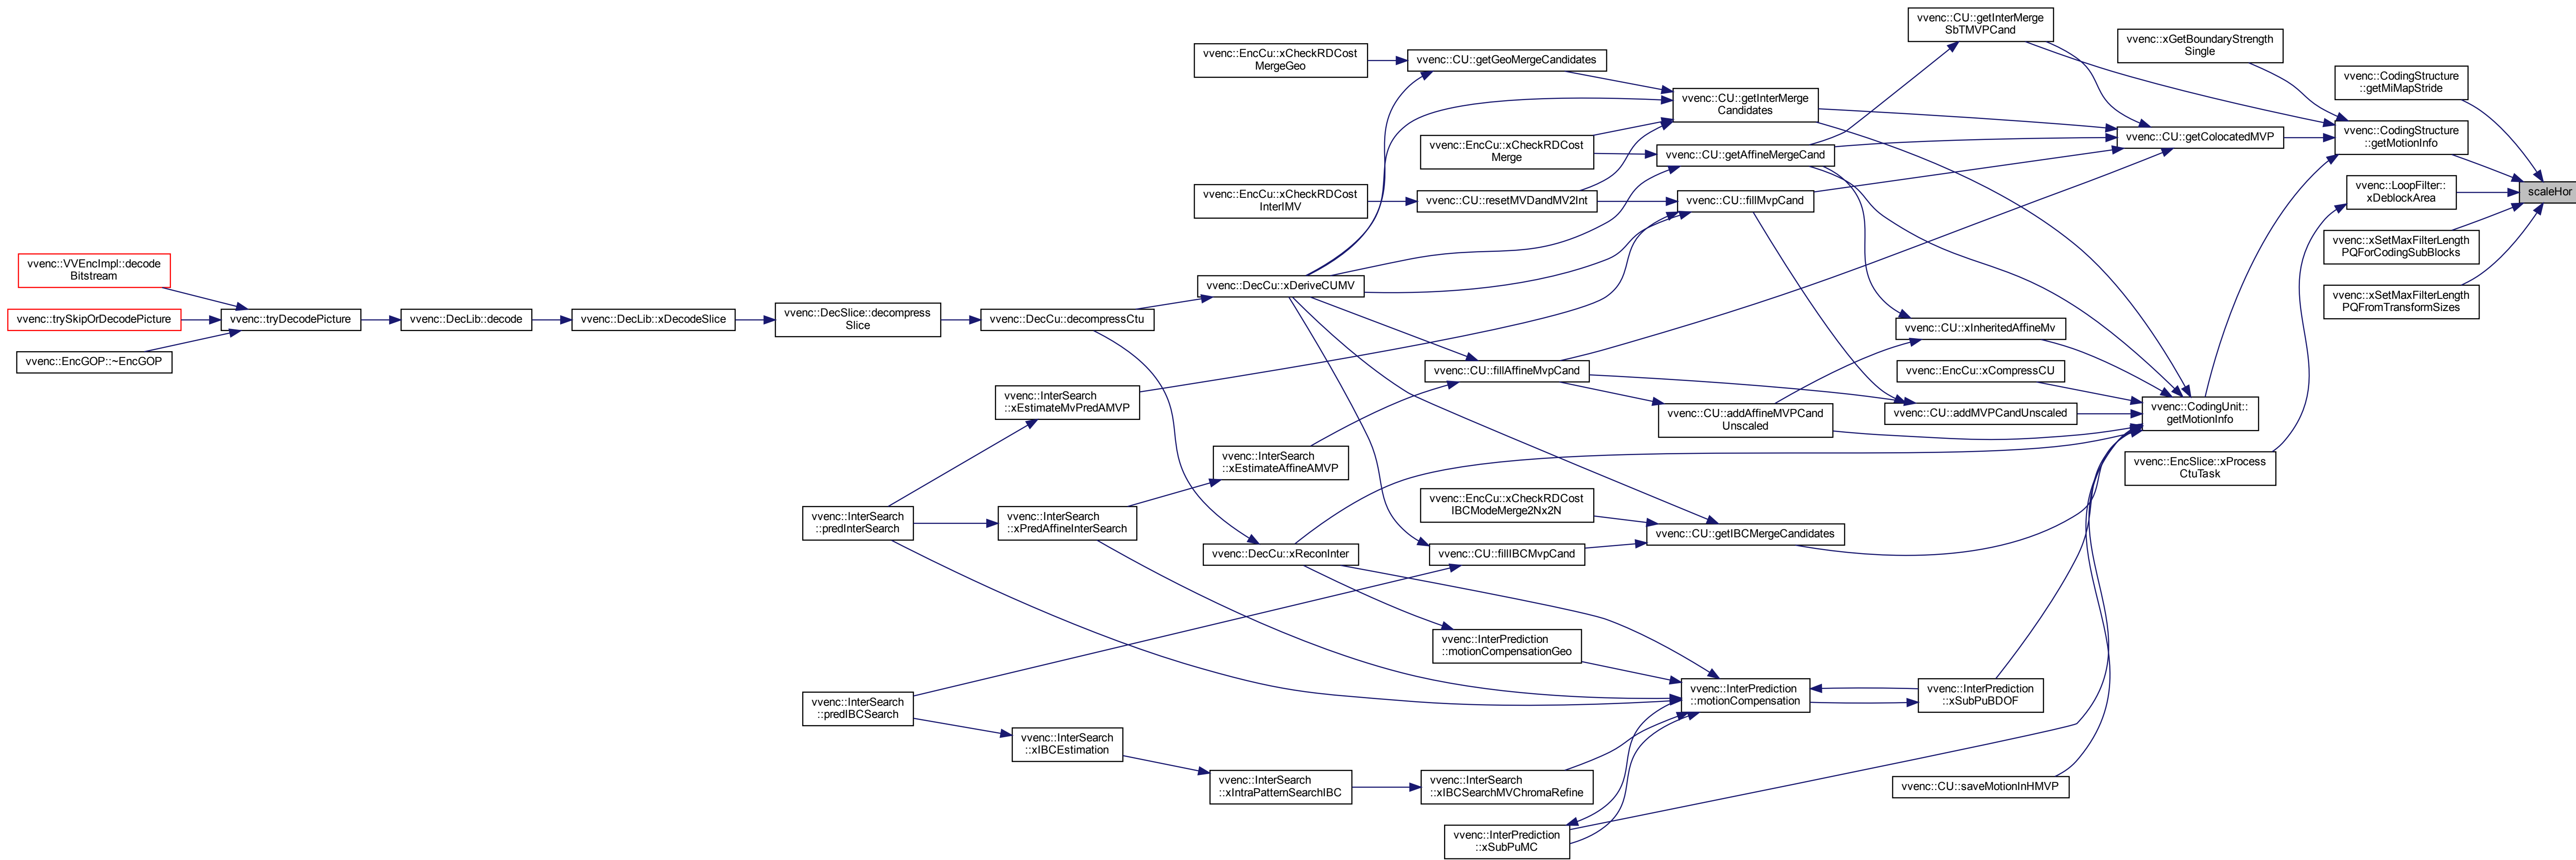 vvenc::CU::getInterMerge
SbTMVPCand
vvenc::xGetBoundaryStrength
Single
vvenc::EncCu::xCheckRDCost
MergeGeo
vvenc::CU::getGeoMergeCandidates
vvenc::CodingStructure
::getMiMapStride
vvenc::CU::getInterMerge
Candidates
vvenc::CU::getColocatedMVP
vvenc::CodingStructure
::getMotionInfo
vvenc::EncCu::xCheckRDCost
Merge
vvenc::CU::getAffineMergeCand
scaleHor
vvenc::LoopFilter::
xDeblockArea
vvenc::EncCu::xCheckRDCost
InterIMV
vvenc::CU::resetMVDandMV2Int
vvenc::CU::fillMvpCand
vvenc::xSetMaxFilterLength
PQForCodingSubBlocks
vvenc::VVEncImpl::decode
Bitstream
vvenc::DecCu::xDeriveCUMV
vvenc::xSetMaxFilterLength
PQFromTransformSizes
vvenc::trySkipOrDecodePicture
vvenc::tryDecodePicture
vvenc::DecLib::decode
vvenc::DecLib::xDecodeSlice
vvenc::DecSlice::decompress
Slice
vvenc::DecCu::decompressCtu
vvenc::CU::xInheritedAffineMv
vvenc::EncGOP::~EncGOP
vvenc::CU::fillAffineMvpCand
vvenc::EncCu::xCompressCU
vvenc::InterSearch
::xEstimateMvPredAMVP
vvenc::CU::addAffineMVPCand
Unscaled
vvenc::CU::addMVPCandUnscaled
vvenc::CodingUnit::
getMotionInfo
vvenc::InterSearch
::xEstimateAffineAMVP
vvenc::EncSlice::xProcess
CtuTask
vvenc::InterSearch
::predInterSearch
vvenc::InterSearch
::xPredAffineInterSearch
vvenc::EncCu::xCheckRDCost
IBCModeMerge2Nx2N
vvenc::CU::getIBCMergeCandidates
vvenc::DecCu::xReconInter
vvenc::CU::fillIBCMvpCand
vvenc::InterPrediction
::motionCompensationGeo
vvenc::InterPrediction
::motionCompensation
vvenc::InterPrediction
::xSubPuBDOF
vvenc::InterSearch
::predIBCSearch
vvenc::InterSearch
::xIBCEstimation
vvenc::InterSearch
::xIntraPatternSearchIBC
vvenc::InterSearch
::xIBCSearchMVChromaRefine
vvenc::CU::saveMotionInHMVP
vvenc::InterPrediction
::xSubPuMC